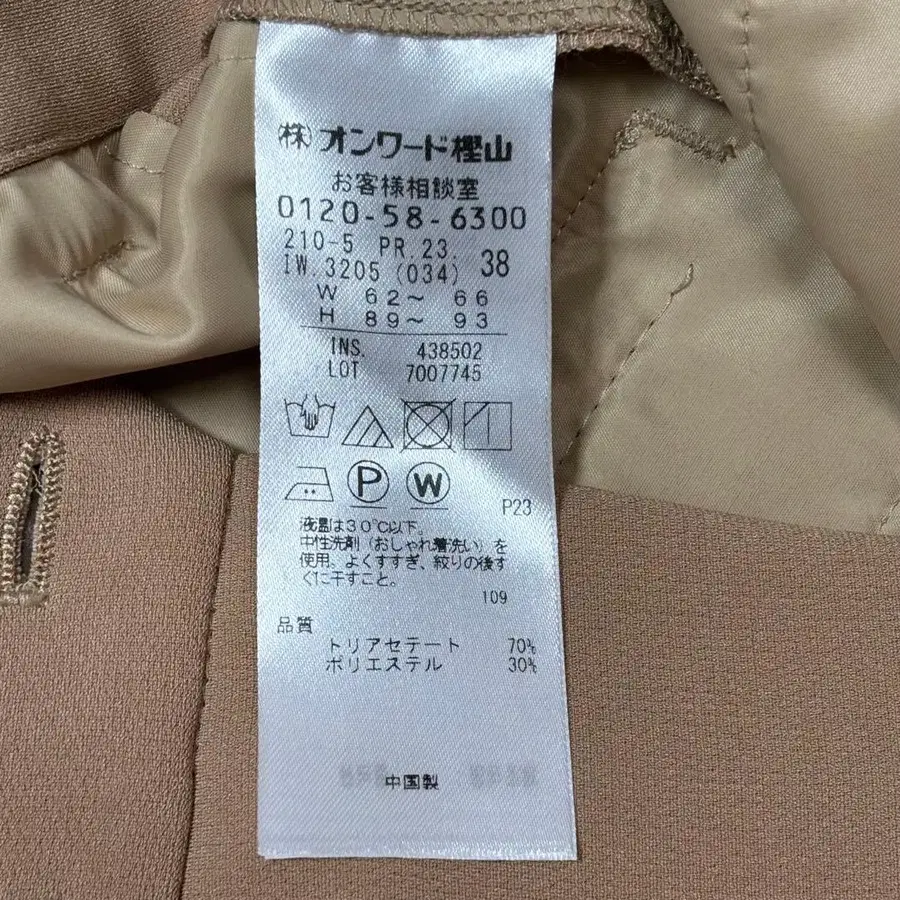 (株)オンワード樫山
お客様相談室
0120-58-6300
210-5 PR.23.
IW.3205 (034) 38
W 62〜 66
H 89〜 93
INS. 438502
LOT 7007745
P W
P23
液温は30℃以下。
中性洗剤（おしゃれ着洗い）を
使用。よくすすぎ、絞りの後す
ぐに干すこと。
109
品質
トリアセテート 70%
ポリエステル 30%
中国製